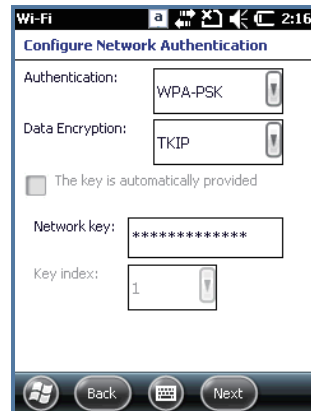 Wi-Fi a 2:16
Configure Network Authentication
Authentication: WPA-PSK
Data Encryption: TKIP
The key is automatically provided
Network key: *************
Key index: 1
Back Next